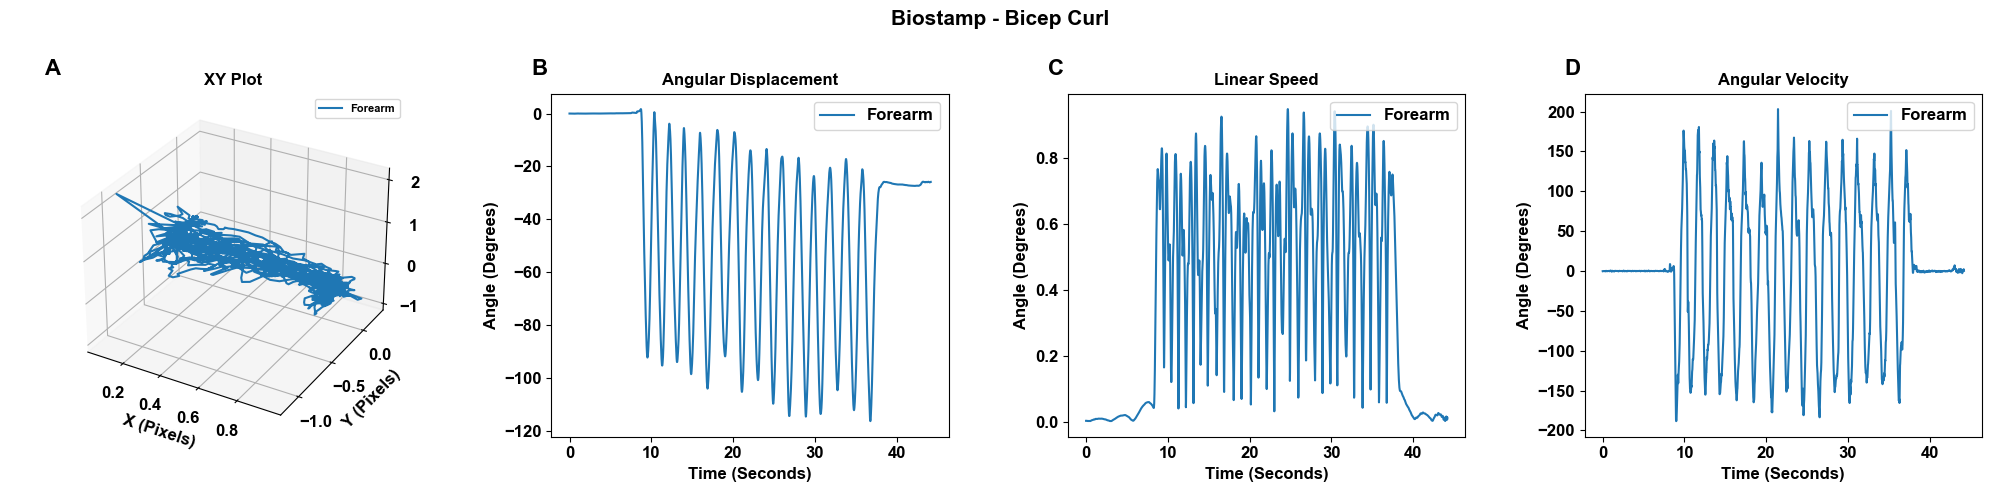 Biostamp - Bicep Curl
A
XY Plot
Forearm
2
1
0
−1
0.0
−0.5
−1.0
Y (Pixels)
0.2
0.4
0.6
0.8
X (Pixels)
B
Angular Displacement
Forearm
0
−20
−40
−60
−80
−100
−120
Angle (Degrees)
0 10 20 30 40
Time (Seconds)
C
Linear Speed
Forearm
0.8
0.6
0.4
0.2
0.0
Angle (Degrees)
0 10 20 30 40
Time (Seconds)
D
Angular Velocity
Forearm
200
150
100
50
0
−50
−100
−150
−200
Angle (Degrees)
0 10 20 30 40
Time (Seconds)